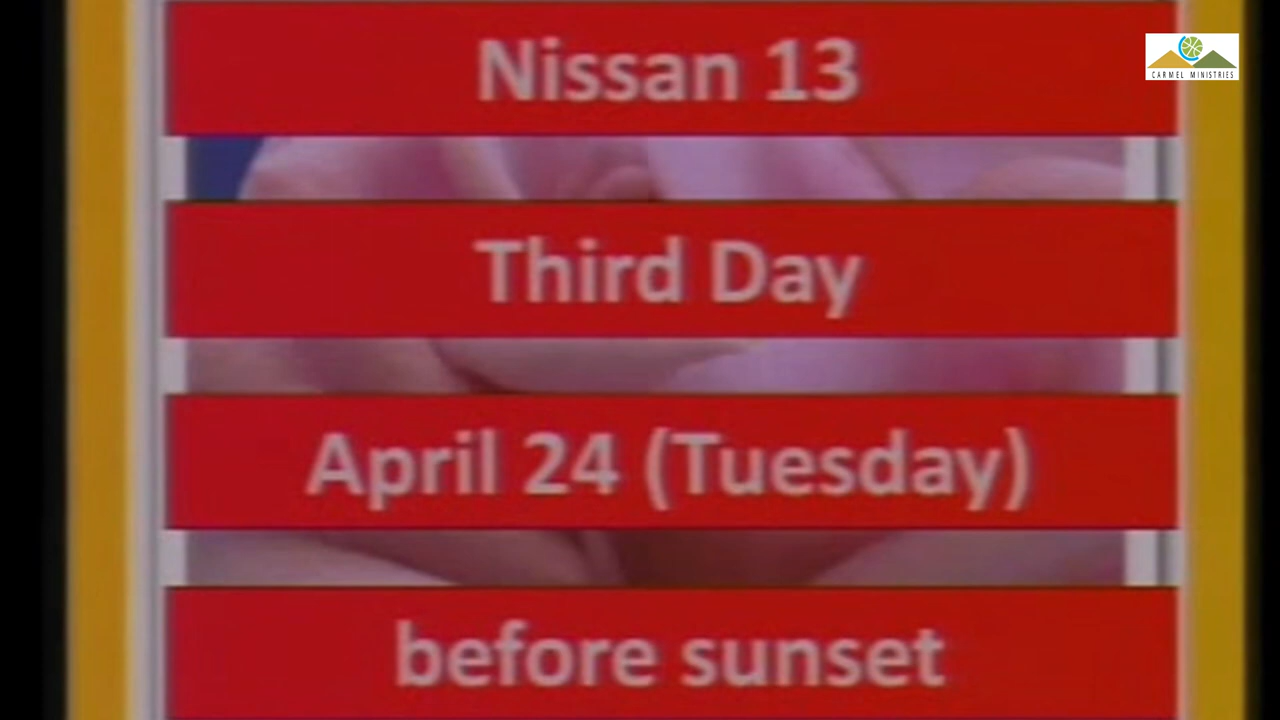 CARMEL MINISTRIES
Nissan 13
Third Day
April 24 (Tuesday)
before sunset